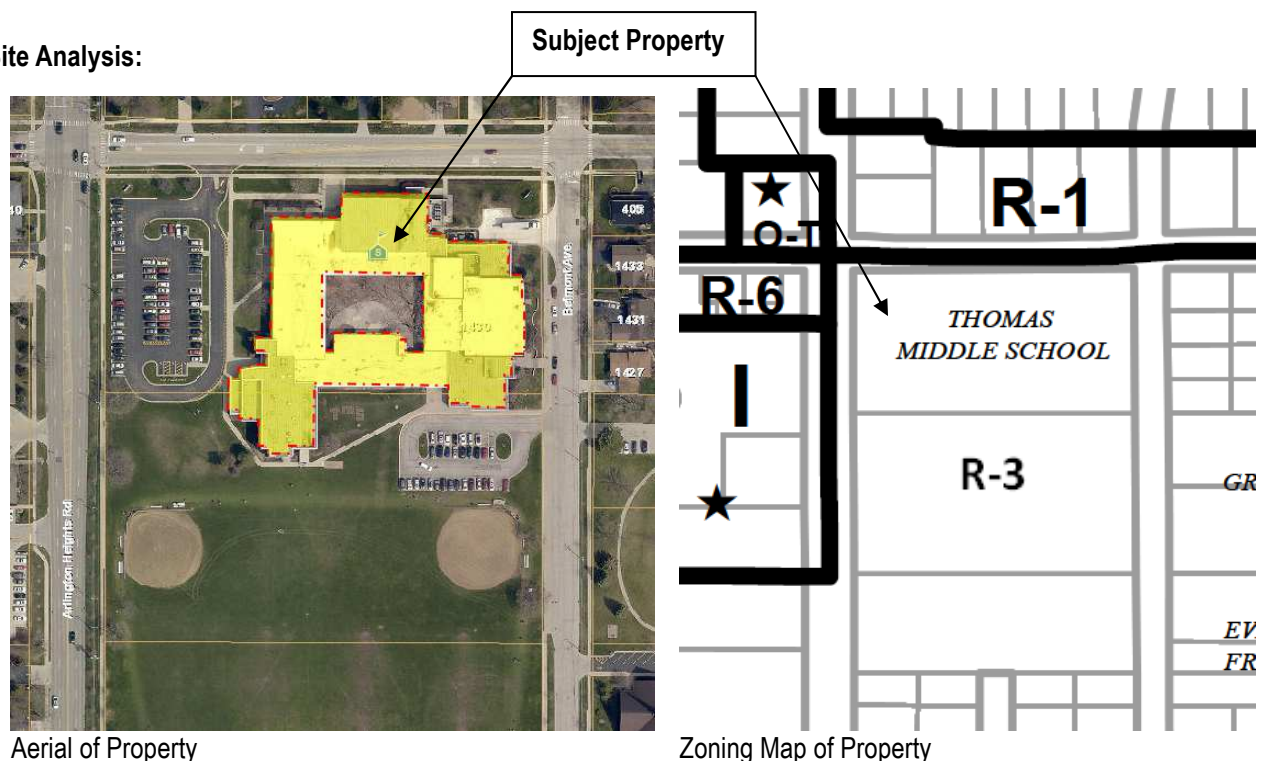 Subject Property
ite Analysis:
405
1433
1431
1427
1430
Belmont Ave.
Arlington Heights Rd
Aerial of Property
R-1
O-T
R-6
THOMAS
MIDDLE SCHOOL
I
R-3
GR
EV
FR
Zoning Map of Property